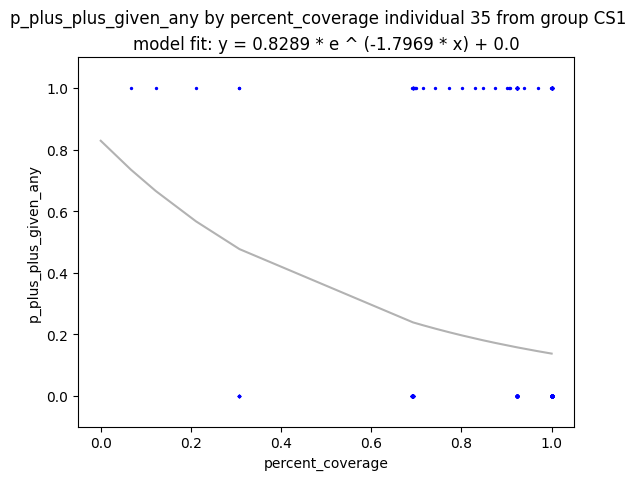 p_plus_plus_given_any by percent_coverage individual 35 from group CS1
model fit: y = 0.8289 * e ^ (-1.7969 * x) + 0.0
1.0
0.8
0.6
0.4
0.2
0.0
p_plus_plus_given_any
0.0 0.2 0.4 0.6 0.8 1.0
percent_coverage